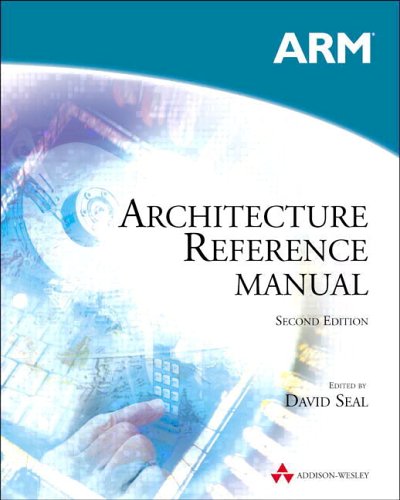 ARM®
ARCHITECTURE
REFERENCE
MANUAL
SECOND EDITION
EDITED BY
DAVID SEAL
ADDISON-WESLEY